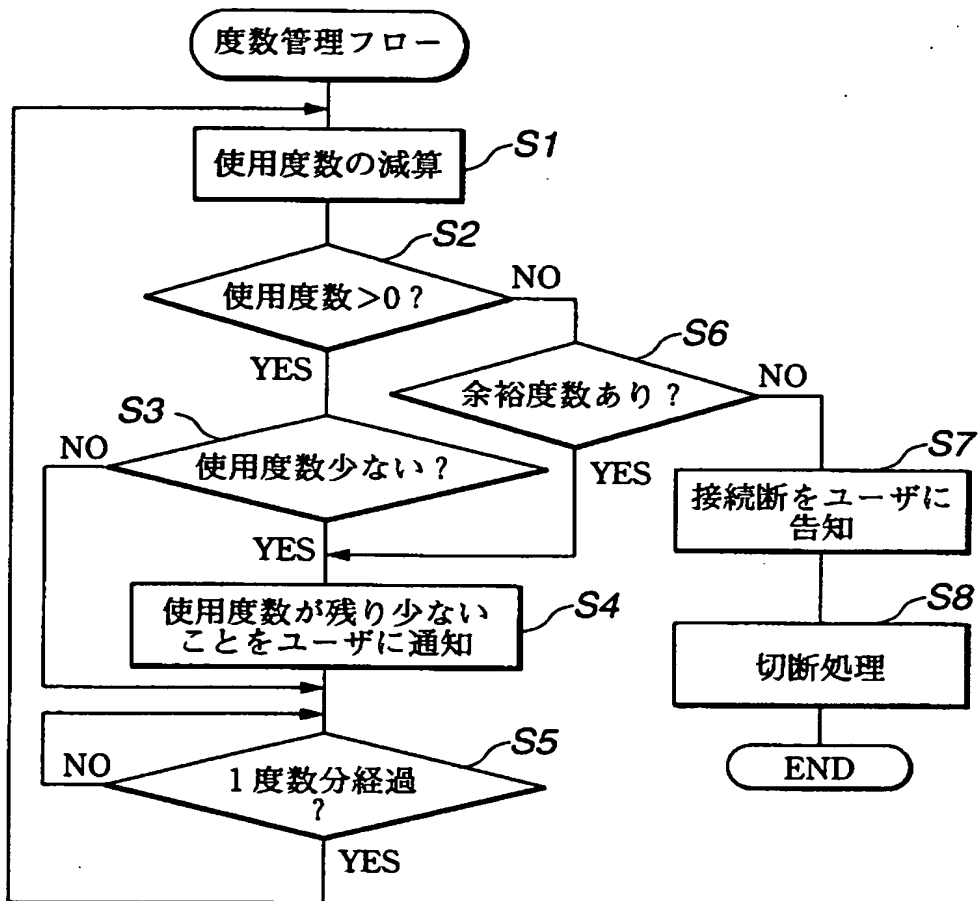 度数管理フロー
使用度数の減算
S1
使用度数>0?
S2
NO
YES
余裕度数あり?
S6
NO
YES
使用度数少ない?
S3
NO
YES
接続断をユーザに
告知
S7
使用度数が残り少ない
ことをユーザに通知
S4
切断処理
S8
END
1度数分経過
?
S5
NO
YES